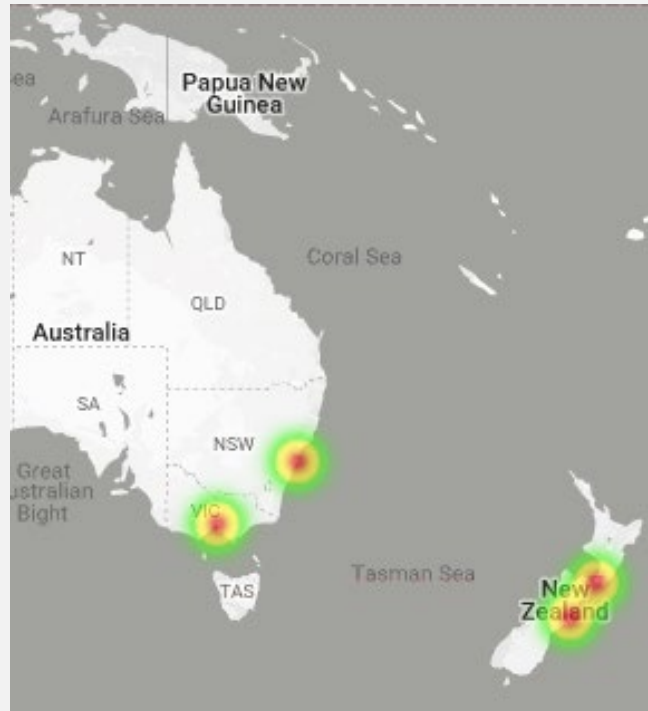 ea
Papua New
Guinea
Arafura Sea
Coral Sea
NT
QLD
Australia
SA
NSW
Great
ustralian
Bight
VIC
Tasman Sea
TAS
New
Zealand